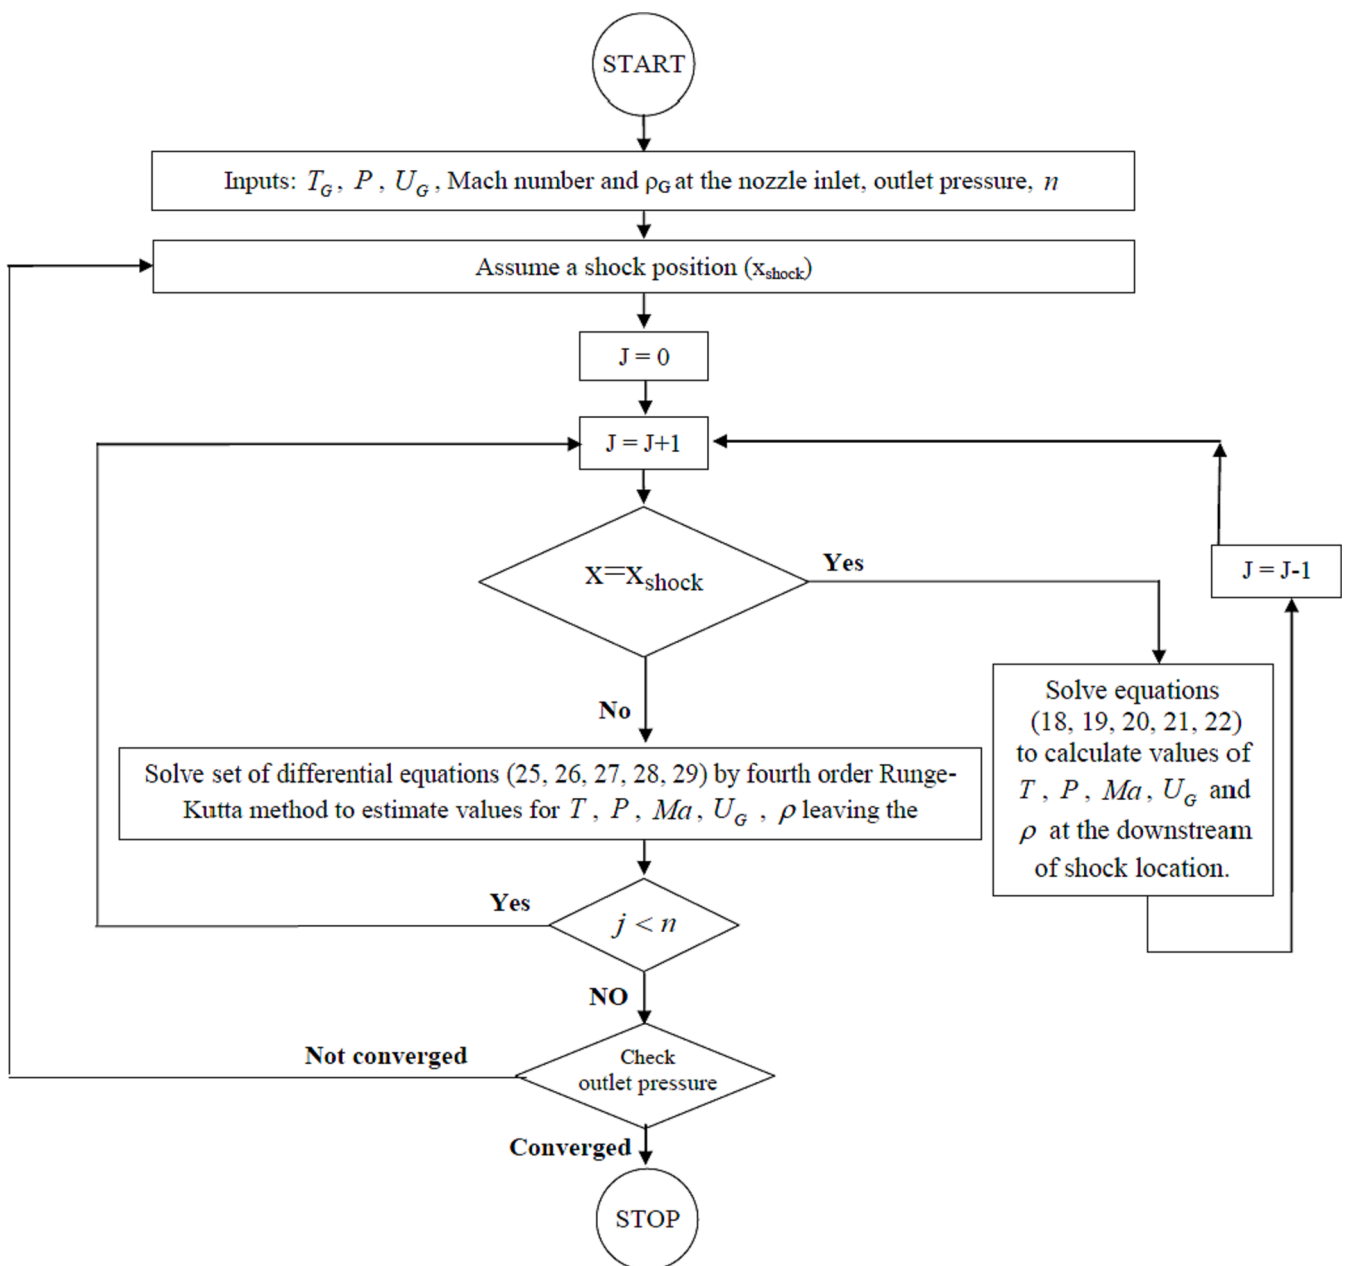 START
Inputs: T_G, P, U_G, Mach number and ρ_G at the nozzle inlet, outlet pressure, n
Assume a shock position (x_shock)
J = 0
J = J+1
X=X_shock
Yes
J = J-1
No
Solve equations
(18, 19, 20, 21, 22)
to calculate values of
T, P, Ma, U_G and
ρ at the downstream
of shock location.
Solve set of differential equations (25, 26, 27, 28, 29) by fourth order Runge-
Kutta method to estimate values for T, P, Ma, U_G, ρ leaving the
Yes
j < n
NO
Not converged
Check
outlet pressure
Converged
STOP